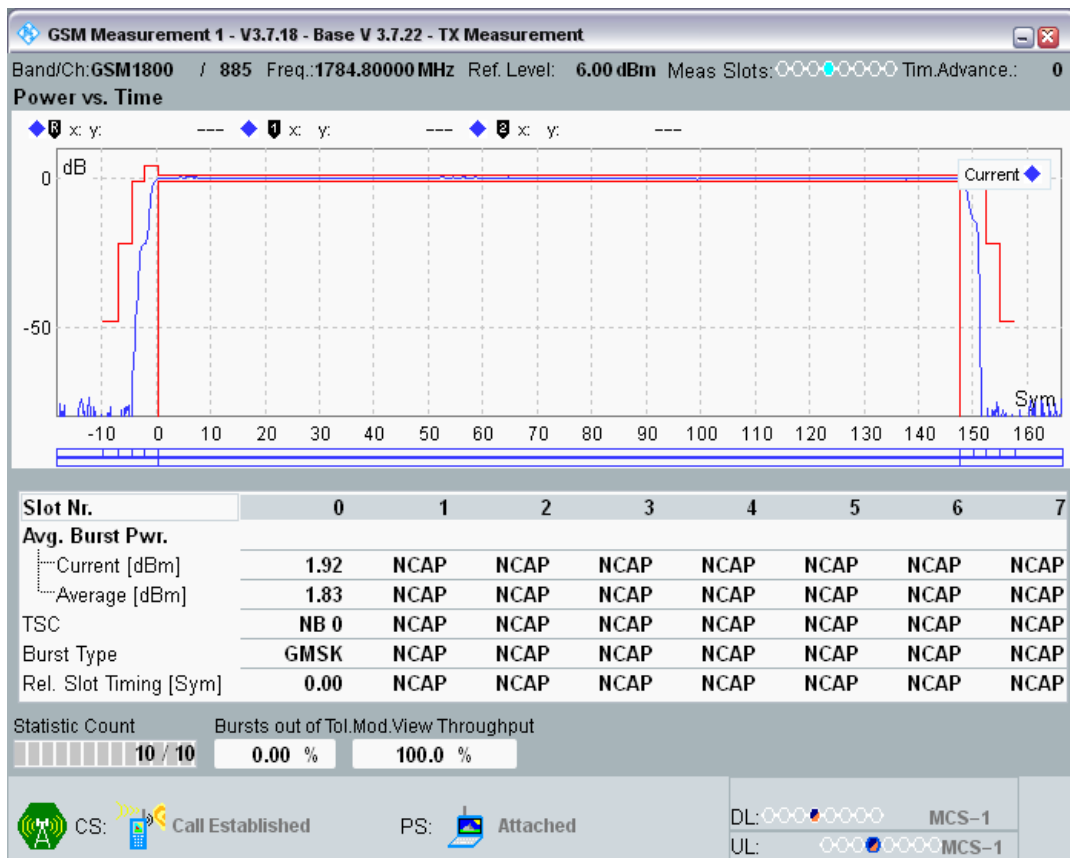 GSM Measurement 1 - V3.7.18 - Base V 3.7.22 - TX Measurement
Band/Ch:GSM1800 / 885 Freq.:1784.80000 MHz Ref. Level: 6.00 dBm Meas Slots: Tim.Advance.: 0
Power vs. Time
R x: y: --- 1 x: y: --- 2 x: y: ---
dB
Current
0
-50
Sym
-10 0 10 20 30 40 50 60 70 80 90 100 110 120 130 140 150 160
Slot Nr. 0 1 2 3 4 5 6 7
Avg. Burst Pwr.
Current [dBm] 1.92 NCAP NCAP NCAP NCAP NCAP NCAP NCAP
Average [dBm] 1.83 NCAP NCAP NCAP NCAP NCAP NCAP NCAP
TSC NB 0 NCAP NCAP NCAP NCAP NCAP NCAP NCAP
Burst Type GMSK NCAP NCAP NCAP NCAP NCAP NCAP NCAP
Rel. Slot Timing [Sym] 0.00 NCAP NCAP NCAP NCAP NCAP NCAP NCAP
Statistic Count Bursts out of Tol.Mod.View Throughput
10 / 10 0.00 % 100.0 %
CS: Call Established PS: Attached DL: MCS-1
UL: MCS-1